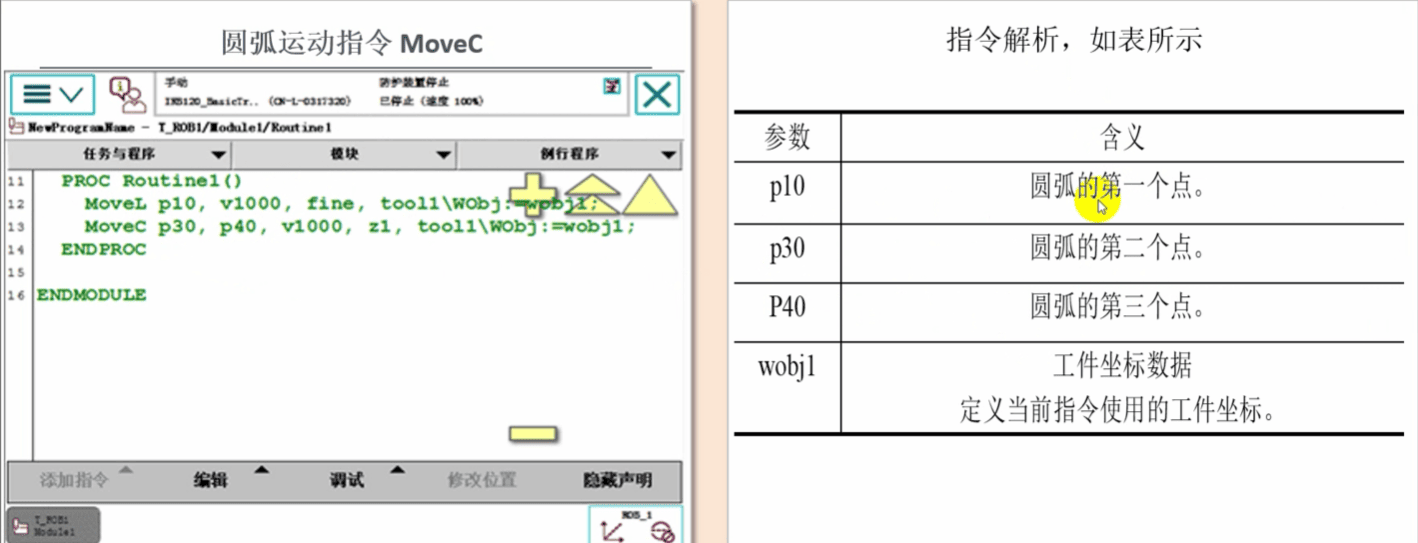 圆弧运动指令 MoveC
手动
防护装置停止
IRB120_BasicTr.. (CN-L-0317320)
已停止 (速度 100%)
NewProgramName - T_ROB1/Module1/Routine1
任务与程序
模块
例行程序
11 PROC Routine1()
12 MoveL p10, v1000, fine, tool1\WObj:=wobj1;
13 MoveC p30, p40, v1000, z1, tool1\WObj:=wobj1;
14 ENDPROC
15
16 ENDMODULE
添加指令
编辑
调试
修改位置
隐藏声明
T_ROB1
Module1
ROB_1
指令解析，如表所示
参数 含义
p10 圆弧的第一个点。
p30 圆弧的第二个点。
P40 圆弧的第三个点。
wobj1 工件坐标数据
定义当前指令使用的工件坐标。